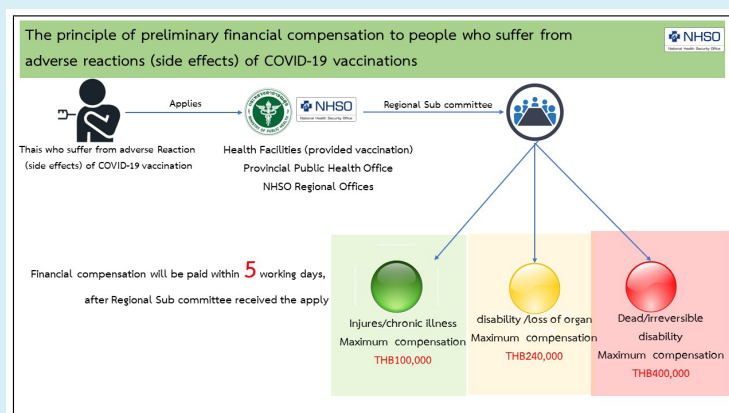 The principle of preliminary financial compensation to people who suffer from
adverse reactions (side effects) of COVID-19 vaccinations
NHSO
National Health Security Office
Applies
NHSO
National Health Security Office
Regional Sub committee
Thais who suffer from adverse Reaction
(side effects) of COVID-19 vaccination
Health Facilities (provided vaccination)
Provincial Public Health Office
NHSO Regional Offices
Financial compensation will be paid within 5 working days,
after Regional Sub committee received the apply
Injures/chronic illness
Maximum compensation
THB100,000
disability /loss of organ
Maximum compensation
THB240,000
Dead/irreversible
disability
Maximum compensation
THB400,000